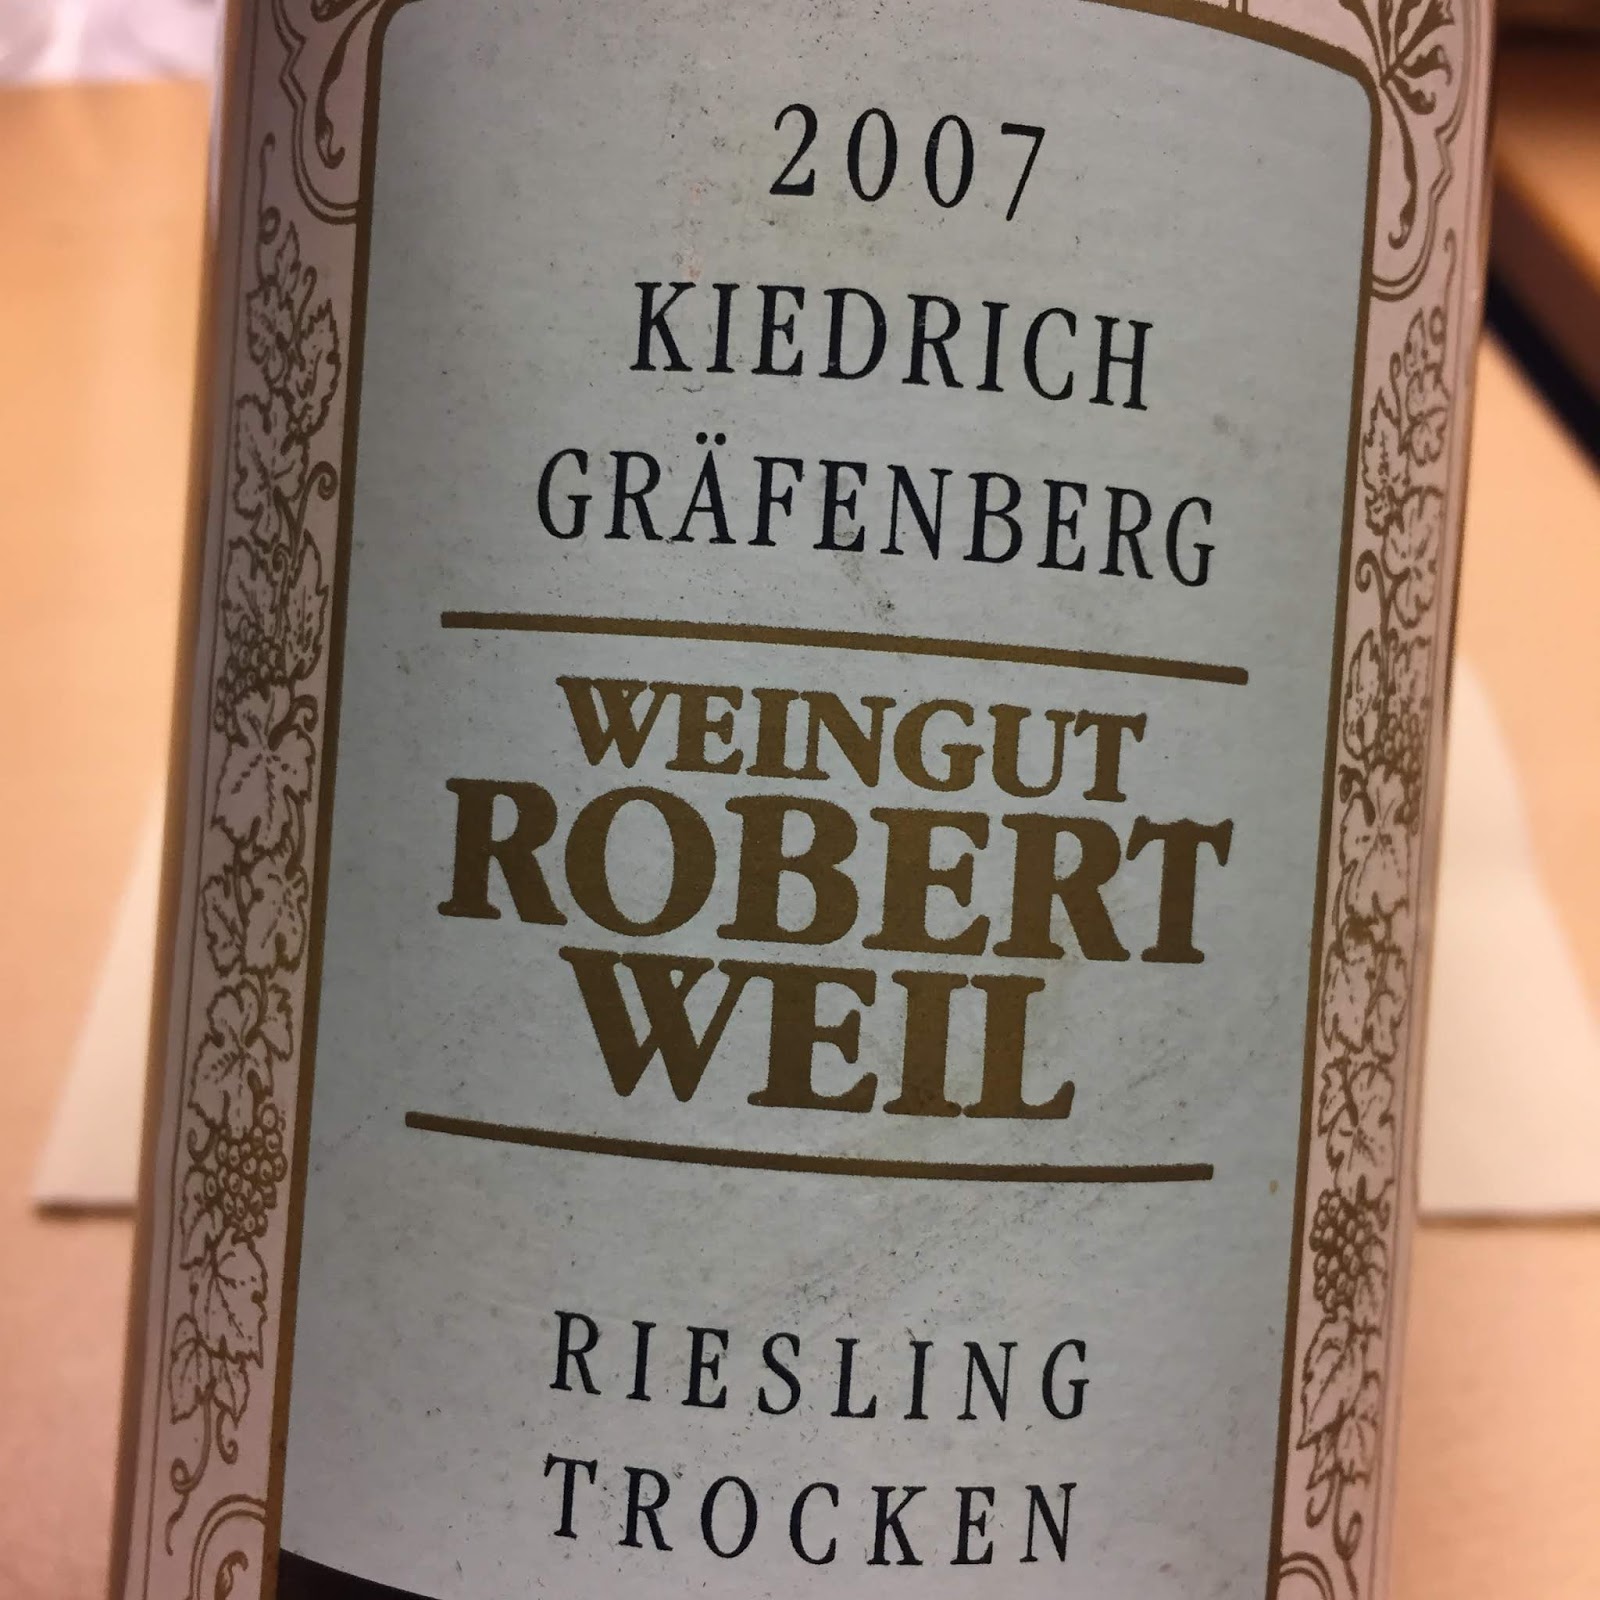 2007
KIEDRICH
GRÄFENBERG
WEINGUT
ROBERT
WEIL
RIESLING
TROCKEN